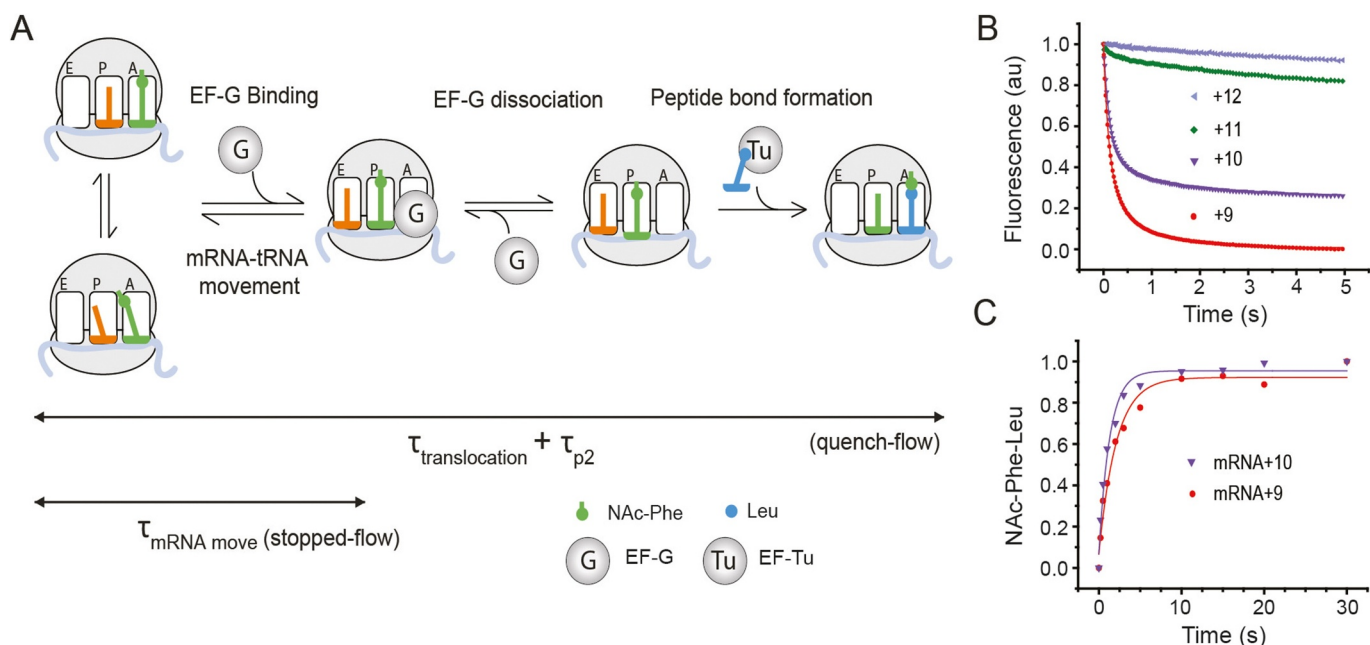 A
E P A
EF-G Binding
G
mRNA-tRNA
movement
E P A
E P A
G
EF-G dissociation
G
E P A
Peptide bond formation
Tu
E P A
τtranslocation + τp2
(quench-flow)
τmRNA move (stopped-flow)
NAc-Phe
Leu
G EF-G
Tu EF-Tu
B
Fluorescence (au)
1.0
0.8
0.6
0.4
0.2
0.0
+12
+11
+10
+9
0 1 2 3 4 5
Time (s)
C
NAc-Phe-Leu
1.0
0.8
0.6
0.4
0.2
0.0
mRNA+10
mRNA+9
0 10 20 30
Time (s)